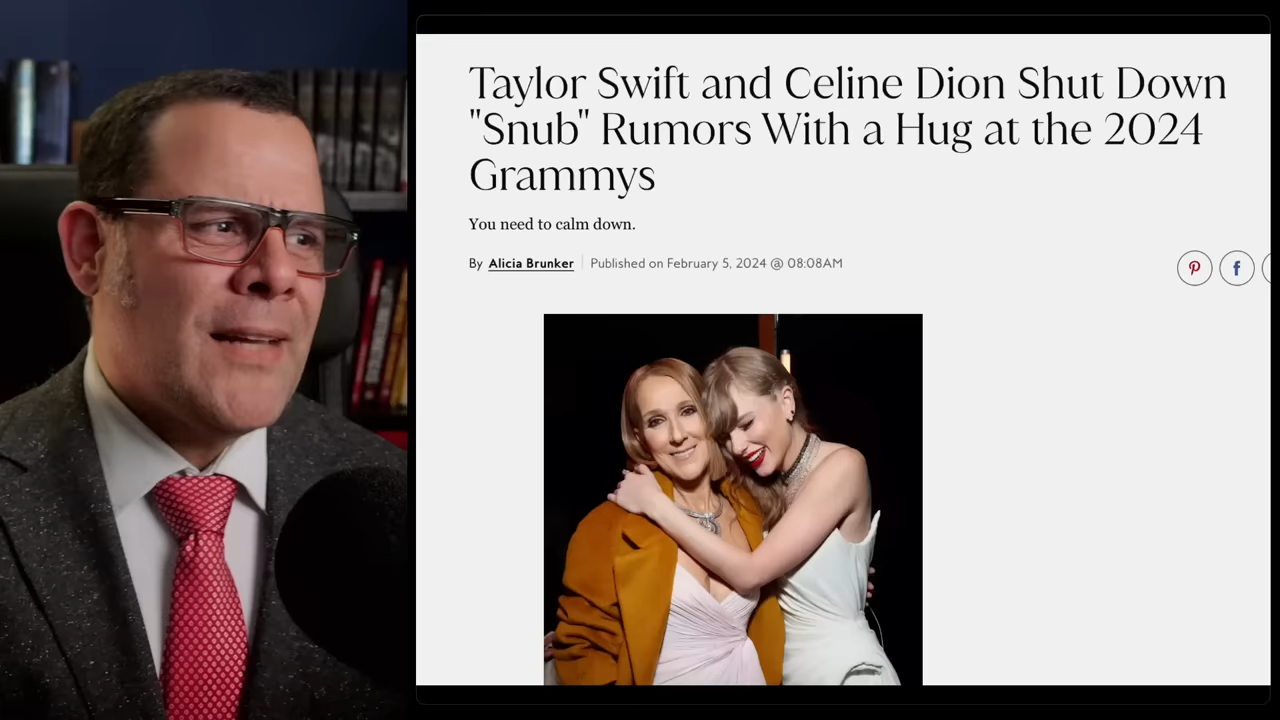 Taylor Swift and Celine Dion Shut Down
"Snub" Rumors With a Hug at the 2024
Grammys
You need to calm down.
By Alicia Brunker Published on February 5, 2024 @ 08:08AM